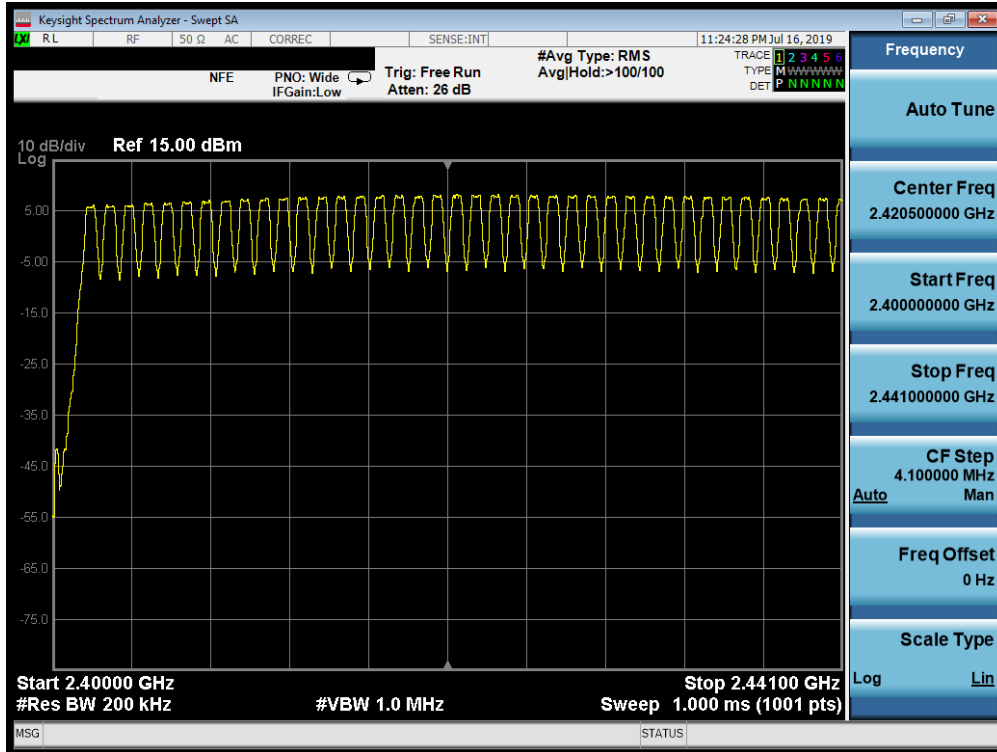 Keysight Spectrum Analyzer - Swept SA
LXI RL RF 50 Ω AC CORREC SENSE:INT 11:24:28 PM Jul 16, 2019
NFE PNO: Wide Trig: Free Run #Avg Type: RMS TRACE 1 2 3 4 5 6
IFGain:Low Atten: 26 dB Avg|Hold:>100/100 TYPE M WWWWW
DET P N N N N N
Frequency
Auto Tune
10 dB/div Ref 15.00 dBm
Log
5.00
-5.00
-15.0
-25.0
-35.0
-45.0
-55.0
-65.0
-75.0
Center Freq
2.420500000 GHz
Start Freq
2.400000000 GHz
Stop Freq
2.441000000 GHz
CF Step
4.100000 MHz
Auto Man
Freq Offset
0 Hz
Scale Type
Log Lin
Start 2.40000 GHz Stop 2.44100 GHz
#Res BW 200 kHz #VBW 1.0 MHz Sweep 1.000 ms (1001 pts)
MSG STATUS